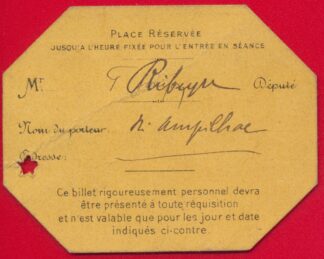 PLACE RÉSERVÉE
JUSQU'A L'HEURE FIXÉE POUR L'ENTRÉE EN SÉANCE
Mr. Ribeyre Député
Nom du porteur:
Adresse:
Ce billet rigoureusement personnel devra
être présenté à toute réquisition
et n'est valable que pour les jour et date
indiqués ci-contre.